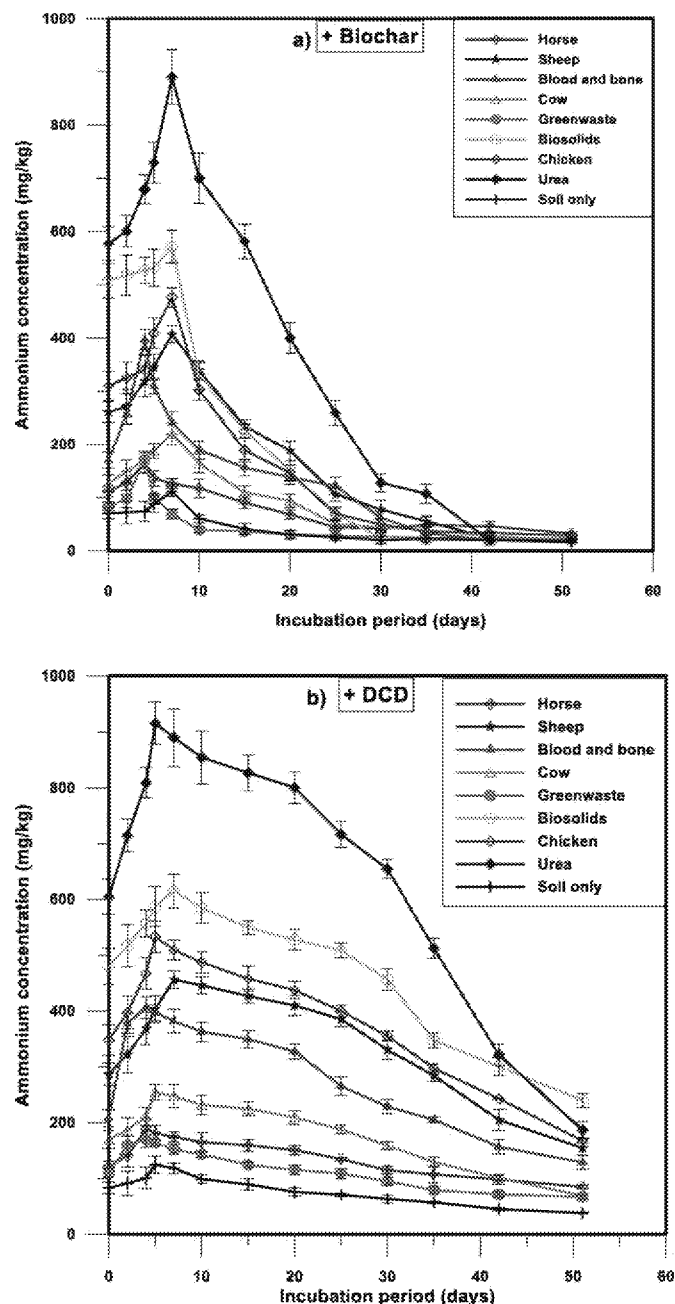 a) + Biochar
1000
800
600
400
200
0
Ammonium concentration (mg/kg)
Horse
Sheep
Blood and bone
Cow
Greenwaste
Biosolids
Chicken
Urea
Soil only
0 10 20 30 40 50 60
Incubation period (days)
b) + DCD
1000
800
600
400
200
0
Ammonium concentration (mg/kg)
Horse
Sheep
Blood and bone
Cow
Greenwaste
Biosolids
Chicken
Urea
Soil only
0 10 20 30 40 50 60
Incubation period (days)